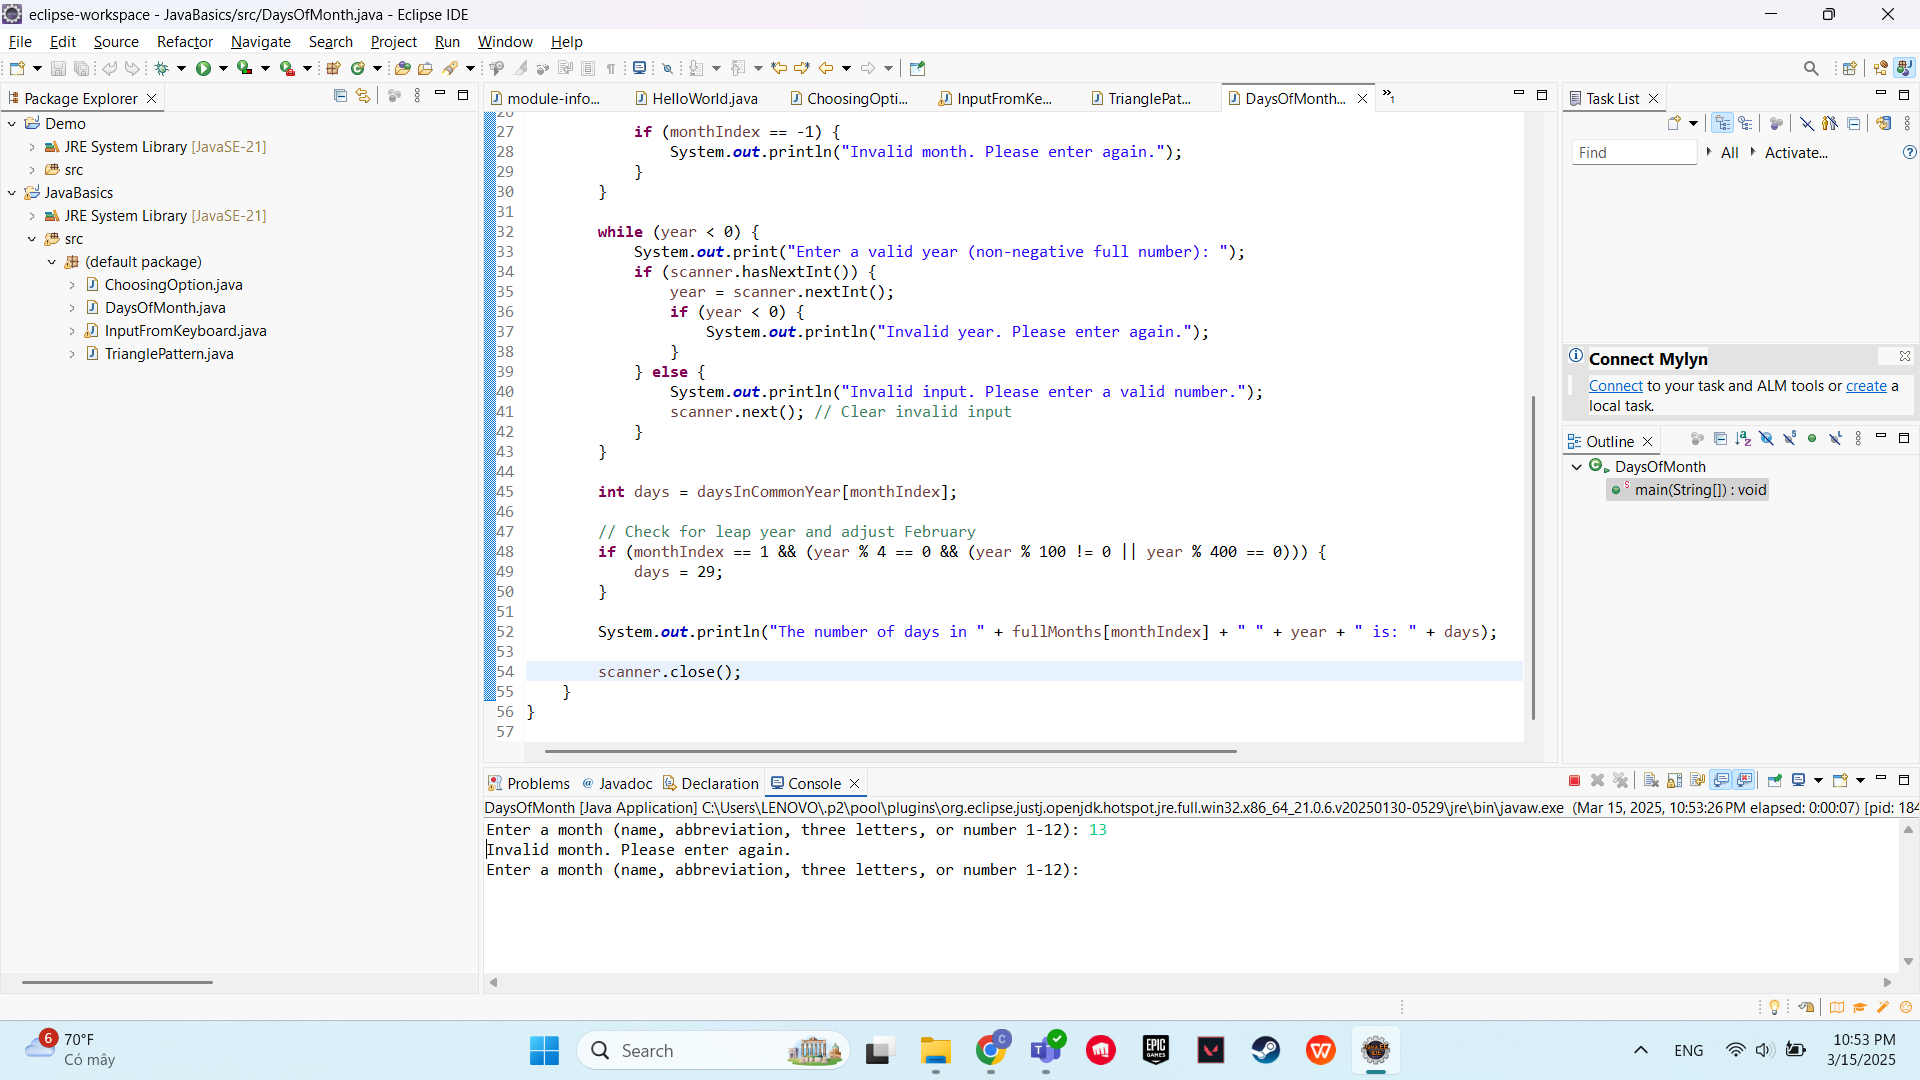 eclipse-workspace - JavaBasics/src/DaysOfMonth.java - Eclipse IDE
File Edit Source Refactor Navigate Search Project Run Window Help
Package Explorer
Demo
JRE System Library [JavaSE-21]
src
JavaBasics
JRE System Library [JavaSE-21]
src
(default package)
ChoosingOption.java
DaysOfMonth.java
InputFromKeyboard.java
TrianglePattern.java
module-info... HelloWorld.java ChoosingOpti... InputFromKe... TrianglePat... DaysOfMonth... »1
26
27 if (monthIndex == -1) {
28 System.out.println("Invalid month. Please enter again.");
29 }
30 }
31
32 while (year < 0) {
33 System.out.print("Enter a valid year (non-negative full number): ");
34 if (scanner.hasNextInt()) {
35 year = scanner.nextInt();
36 if (year < 0) {
37 System.out.println("Invalid year. Please enter again.");
38 }
39 } else {
40 System.out.println("Invalid input. Please enter a valid number.");
41 scanner.next(); // Clear invalid input
42 }
43 }
44
45 int days = daysInCommonYear[monthIndex];
46
47 // Check for leap year and adjust February
48 if (monthIndex == 1 && (year % 4 == 0 && (year % 100 != 0 || year % 400 == 0))) {
49 days = 29;
50 }
51
52 System.out.println("The number of days in " + fullMonths[monthIndex] + " " + year + " is: " + days);
53
54 scanner.close();
55 }
56 }
57
Task List
Find All Activate...
Connect Mylyn
Connect to your task and ALM tools or create a
local task.
Outline
DaysOfMonth
main(String[]) : void
Problems @ Javadoc Declaration Console
DaysOfMonth [Java Application] C:\Users\LENOVO\.p2\pool\plugins\org.eclipse.justj.openjdk.hotspot.jre.full.win32.x86_64_21.0.6.v20250130-0529\jre\bin\javaw.exe (Mar 15, 2025, 10:53:26 PM elapsed: 0:00:07) [pid: 184
Enter a month (name, abbreviation, three letters, or number 1-12): 13
Invalid month. Please enter again.
Enter a month (name, abbreviation, three letters, or number 1-12):
6
70°F
Có mây
Search
C
T
EPIC
GAMES
JAVA EE
IDE
ENG
10:53 PM
3/15/2025